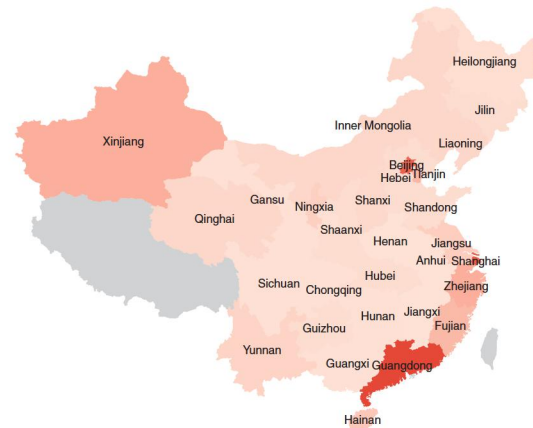 Heilongjiang
Jilin
Inner Mongolia
Liaoning
Xinjiang
Beijing
Hebei
Tianjin
Gansu
Ningxia
Shanxi
Shandong
Qinghai
Shaanxi
Henan
Jiangsu
Anhui
Shanghai
Sichuan
Chongqing
Hubei
Zhejiang
Hunan
Jiangxi
Guizhou
Fujian
Yunnan
Guangxi
Guangdong
Hainan